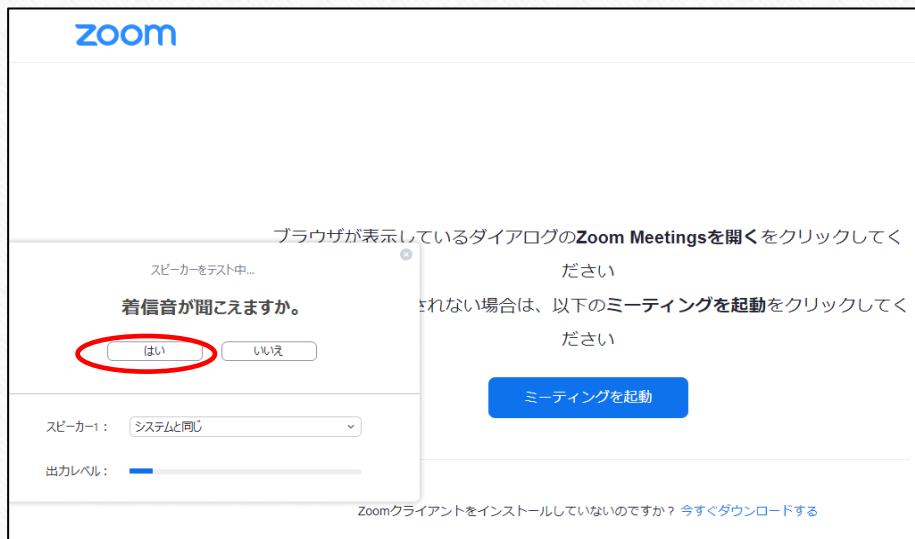 zoom
ブラウザが表示しているダイアログのZoom Meetingsを開くをクリックしてく
ださい
されない場合は、以下のミーティングを起動をクリックしてく
ださい
ミーティングを起動
スピーカーをテスト中...
着信音が聞こえますか。
はい
いいえ
スピーカー1：
システムと同じ
出力レベル：
Zoomクライアントをインストールしていないのですか？ 今すぐダウンロードする